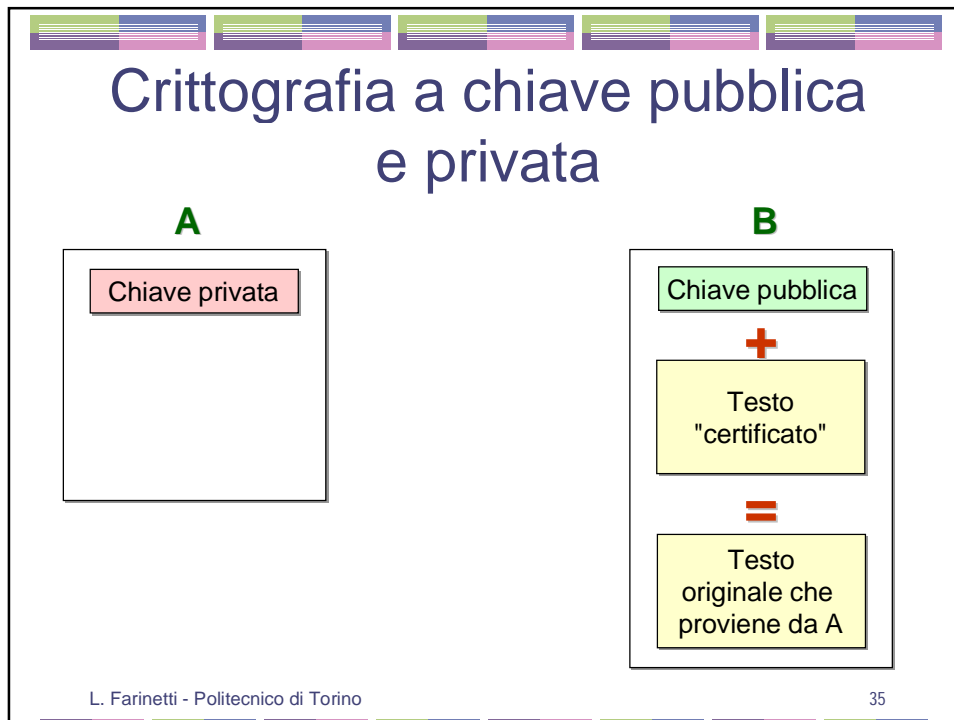 Crittografia a chiave pubblica
e privata
A
Chiave privata
B
Chiave pubblica
+
Testo
"certificato"
=
Testo
originale che
proviene da A
L. Farinetti - Politecnico di Torino
35